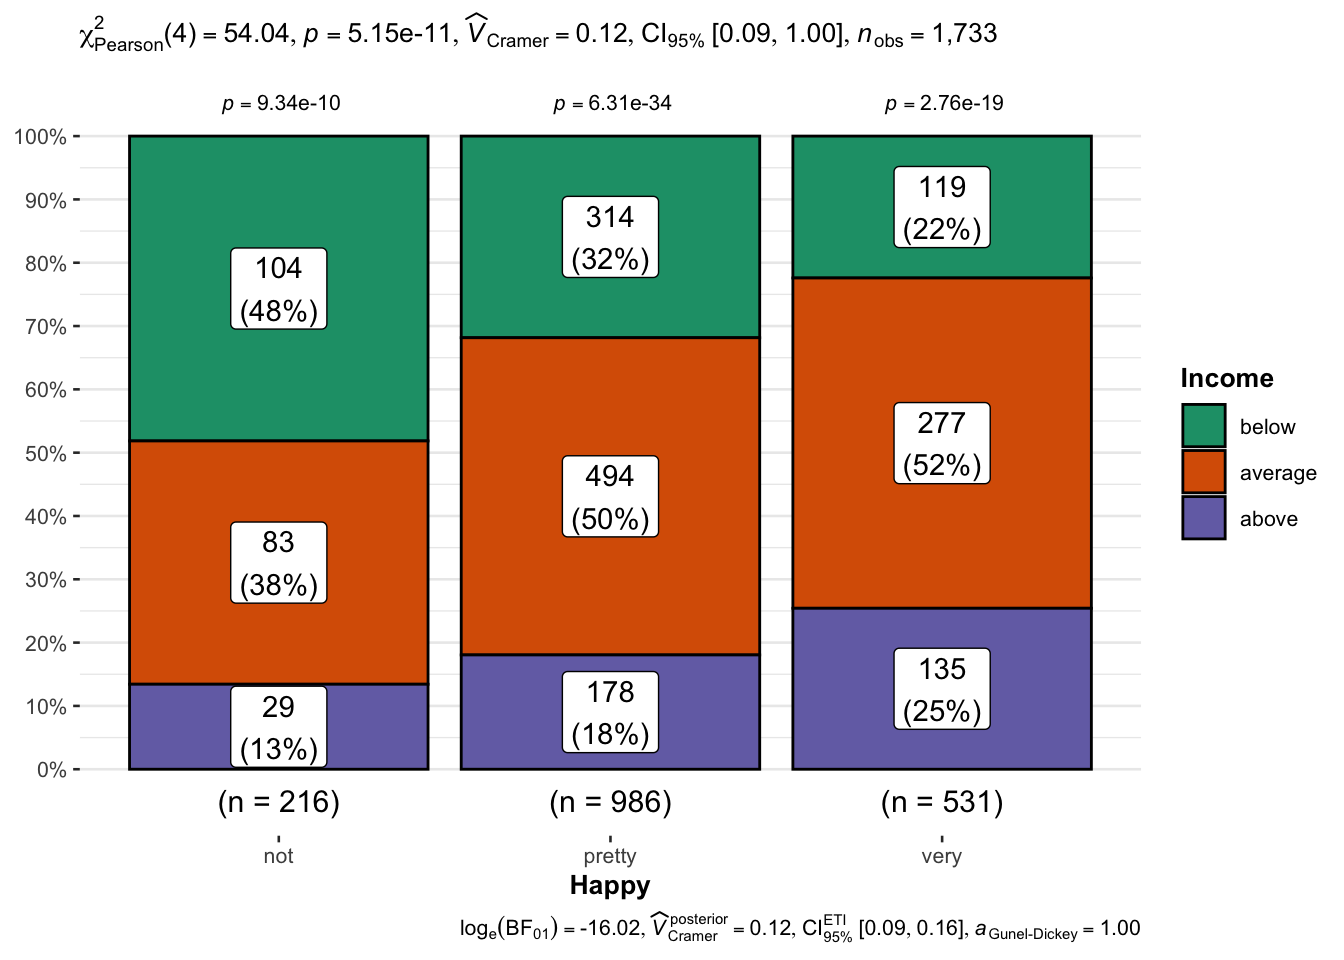 χ²Pearson(4) = 54.04, p = 5.15e-11, V̂Cramer = 0.12, CI95% [0.09, 1.00], nobs = 1,733
p = 9.34e-10 p = 6.31e-34 p = 2.76e-19
100%
90%
80%
70%
60%
50%
40%
30%
20%
10%
0%
104
(48%)
83
(38%)
29
(13%)
314
(32%)
494
(50%)
178
(18%)
119
(22%)
277
(52%)
135
(25%)
(n = 216) (n = 986) (n = 531)
not pretty very
Happy
Income
below
average
above
loge(BF01) = -16.02, V̂posteriorCramer = 0.12, CIETI95% [0.09, 0.16], aGunel-Dickey = 1.00